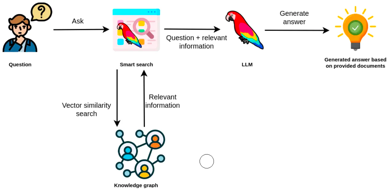 Ask
Question
Smart search
Question + relevant
information
LLM
Generate
answer
Generated answer based
on provided documents
Vector similarity
search
Relevant
information
Knowledge graph